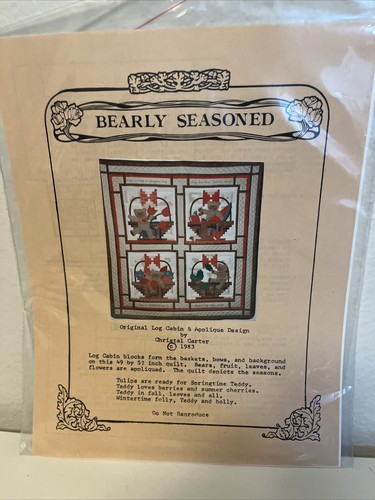 BEARLY SEASONED
Original Log Cabin & Applique Design
by
Christal Carter
© 1983
Log Cabin blocks form the baskets, bows, and background
on this 49 by 52 inch quilt. Bears, fruit, leaves, and
flowers are appliqued. The quilt depicts the seasons.
Tulips are ready for Springtime Teddy.
Teddy loves berries and summer cherries.
Teddy in fall, leaves and all.
Wintertime folly, Teddy and holly.
Do Not Reproduce